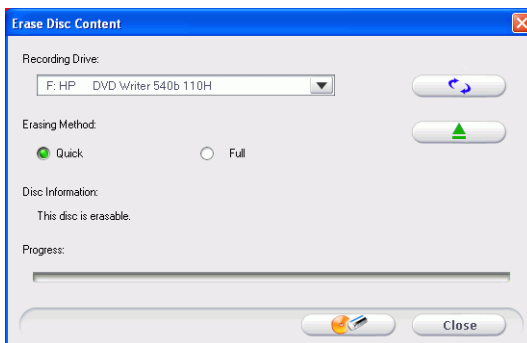 Erase Disc Content
Recording Drive:
F: HP DVD Writer 540b 110H
Erasing Method:
Quick Full
Disc Information:
This disc is erasable.
Progress:
Close